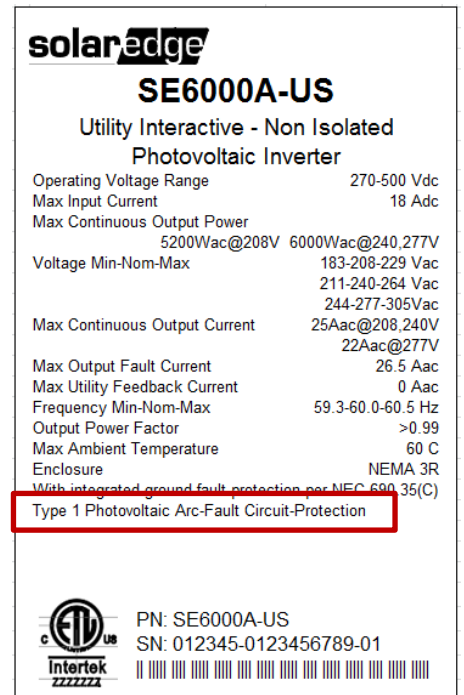 solaredge
SE6000A-US
Utility Interactive - Non Isolated
Photovoltaic Inverter
Operating Voltage Range 270-500 Vdc
Max Input Current 18 Adc
Max Continuous Output Power
5200Wac@208V 6000Wac@240,277V
Voltage Min-Nom-Max 183-208-229 Vac
211-240-264 Vac
244-277-305Vac
Max Continuous Output Current 25Aac@208,240V
22Aac@277V
Max Output Fault Current 26.5 Aac
Max Utility Feedback Current 0 Aac
Frequency Min-Nom-Max 59.3-60.0-60.5 Hz
Output Power Factor >0.99
Max Ambient Temperature 60 C
Enclosure NEMA 3R
With integrated ground fault protection per NEC 690.35(C)
Type 1 Photovoltaic Arc-Fault Circuit-Protection
C ETL US
Intertek
ZZZZZZZ
PN: SE6000A-US
SN: 012345-0123456789-01